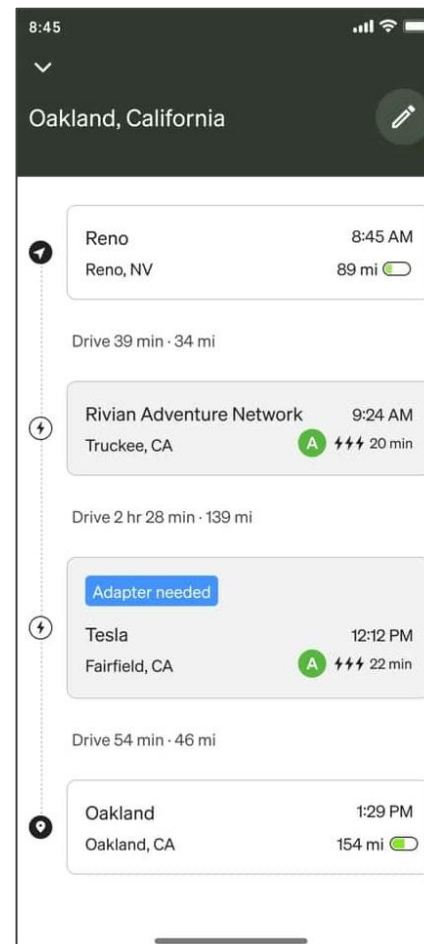 8:45
Oakland, California
Reno 8:45 AM
Reno, NV 89 mi
Drive 39 min · 34 mi
Rivian Adventure Network 9:24 AM
Truckee, CA A 20 min
Drive 2 hr 28 min · 139 mi
Adapter needed
Tesla 12:12 PM
Fairfield, CA A 22 min
Drive 54 min · 46 mi
Oakland 1:29 PM
Oakland, CA 154 mi